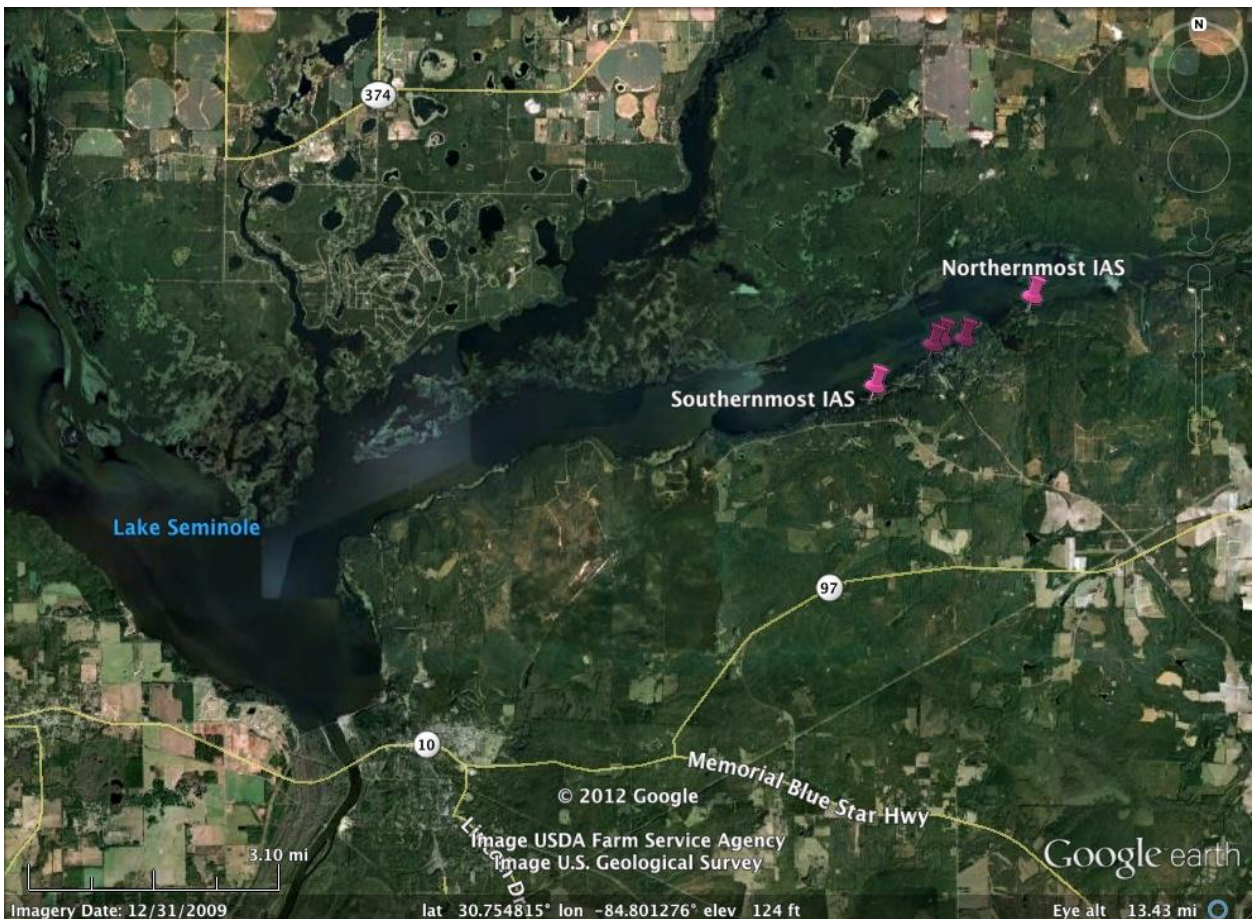 N
374
Northernmost IAS
Southernmost IAS
Lake Seminole
97
10
Memorial Blue Star Hwy
© 2012 Google
Image USDA Farm Service Agency
Image U.S. Geological Survey
3.10 mi
Google earth
Imagery Date: 12/31/2009
lat 30.754815° lon -84.801276° elev 124 ft
Eye alt 13.43 mi